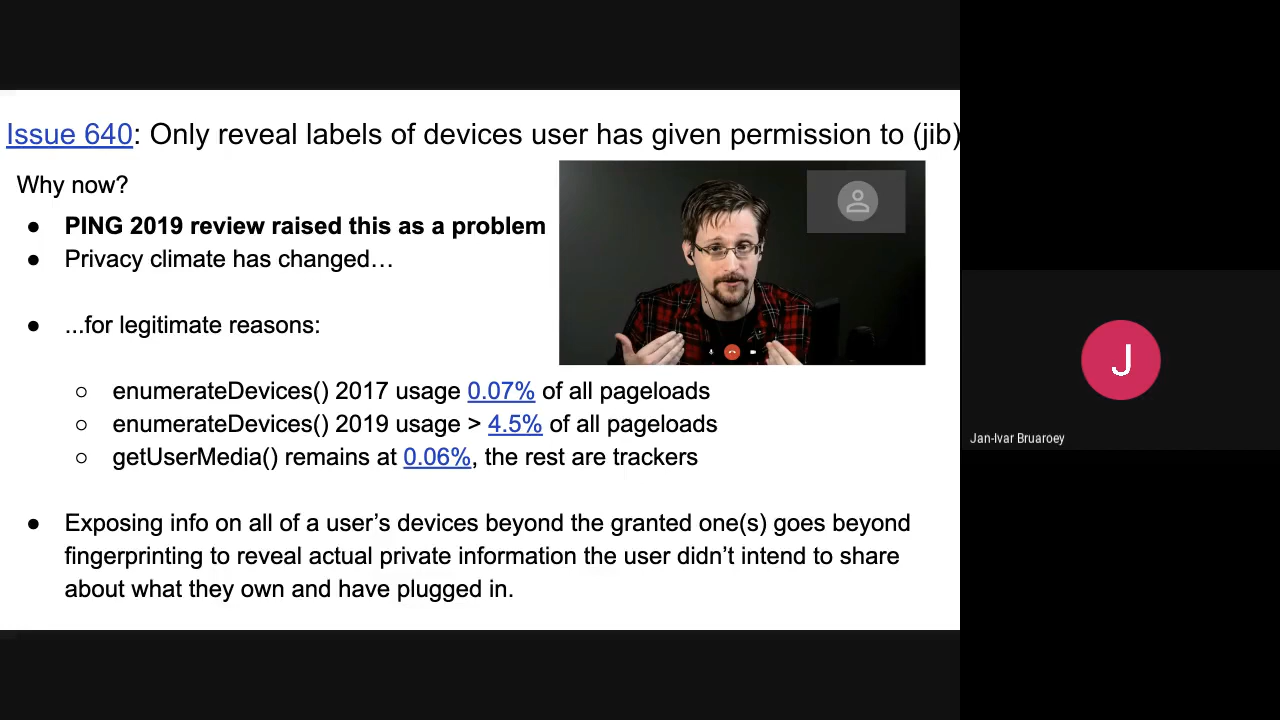 Issue 640: Only reveal labels of devices user has given permission to (jib)
Why now?
● PING 2019 review raised this as a problem
● Privacy climate has changed…
● ...for legitimate reasons:
○ enumerateDevices() 2017 usage 0.07% of all pageloads
○ enumerateDevices() 2019 usage > 4.5% of all pageloads
○ getUserMedia() remains at 0.06%, the rest are trackers
● Exposing info on all of a user’s devices beyond the granted one(s) goes beyond
fingerprinting to reveal actual private information the user didn’t intend to share
about what they own and have plugged in.
J
Jan-Ivar Bruaroey